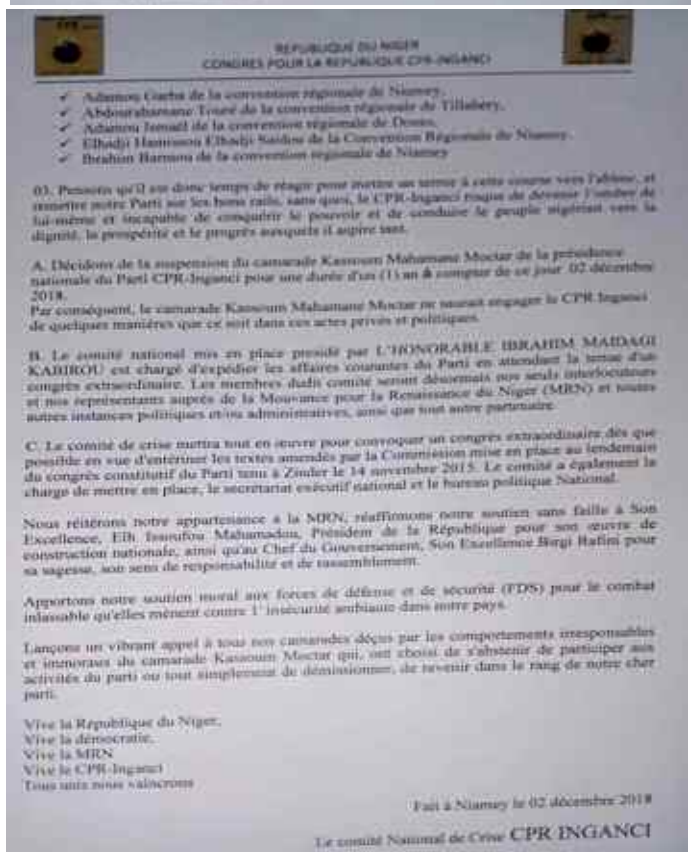 CPR
REPUBLIQUE DU NIGER
CONGRES POUR LA REPUBLIQUE CPR-INGANCI
✓ Adamou Garba de la convention régionale de Niamey,
✓ Abdourahamane Touré de la convention régionale de Tillabéry,
✓ Adamou Ismaël de la convention régionale de Dosso,
✓ Elhadji Hamissou Elhadji Saidou de la Convention Régionale de Niamey.
✓ Ibrahim Barmou de la convention régionale de Niamey
03. Pensons qu'il est donc temps de réagir pour mettre un terme à cette course vers l'abîme, et
remettre notre Parti sur les bons rails, sans quoi, le CPR-Inganci risque de devenir l'ombre de
lui-même et incapable de conquérir le pouvoir et de conduire le peuple nigérien vers la
dignité, la prospérité et le progrès auxquels il aspire tant.
A. Décidons de la suspension du camarade Kassoum Mahamane Moctar de la présidence
nationale du Parti CPR-Inganci pour une durée d'un (1) an à compter de ce jour 02 décembre
2018.
Par conséquent, le camarade Kassoum Mahamane Moctar ne saurait engager le CPR Inganci
de quelques manières que ce soit dans ces actes privés et politiques.
B. Le comité national mis en place présidé par L'HONORABLE IBRAHIM MAIDAGI
KABIROU est chargé d'expédier les affaires courantes du Parti en attendant la tenue d'un
congrès extraordinaire. Les membres dudis comité seront désormais nos seuls interlocuteurs
et nos représentants auprès de la Mouvance pour la Renaissance du Niger (MRN) et toutes
autres instances politiques et/ou administratives, ainsi que tout autre partenaire.
C. Le comité de crise mettra tout en œuvre pour convoquer un congrès extraordinaire dès que
possible en vue d'entériner les textes amendés par la Commission mise en place au lendemain
du congrès constitutif du Parti tenu à Zinder le 14 novembre 2015. Le comité a également la
charge de mettre en place, le secrétariat exécutif national et le bureau politique National.
Nous réitérons notre appartenance à la MRN, réaffirmons notre soutien sans faille à Son
Excellence, Elh Issoufou Mahamadou, Président de la République pour son œuvre de
construction nationale, ainsi qu'au Chef du Gouvernement, Son Excellence Birgi Rafini pour
sa sagesse, son sens de responsabilité et de rassemblement.
Apportons notre soutien moral aux forces de défense et de sécurité (FDS) pour le combat
inlassable qu'elles mènent contre l'insécurité ambiante dans notre pays.
Lançons un vibrant appel à tous nos camarades déçus par les comportements irresponsables
et immoraux du camarade Kassoum Moctar qui, ont choisi de s'abstenir de participer aux
activités du parti ou tout simplement de démissionner, de revenir dans le rang de notre cher
parti.
Vive la République du Niger,
Vive la démocratie,
Vive la MRN
Vive le CPR-Inganci
Tous unis nous vaincrons
Fait à Niamey le 02 décembre 2018
Le comité National de Crise CPR INGANCI